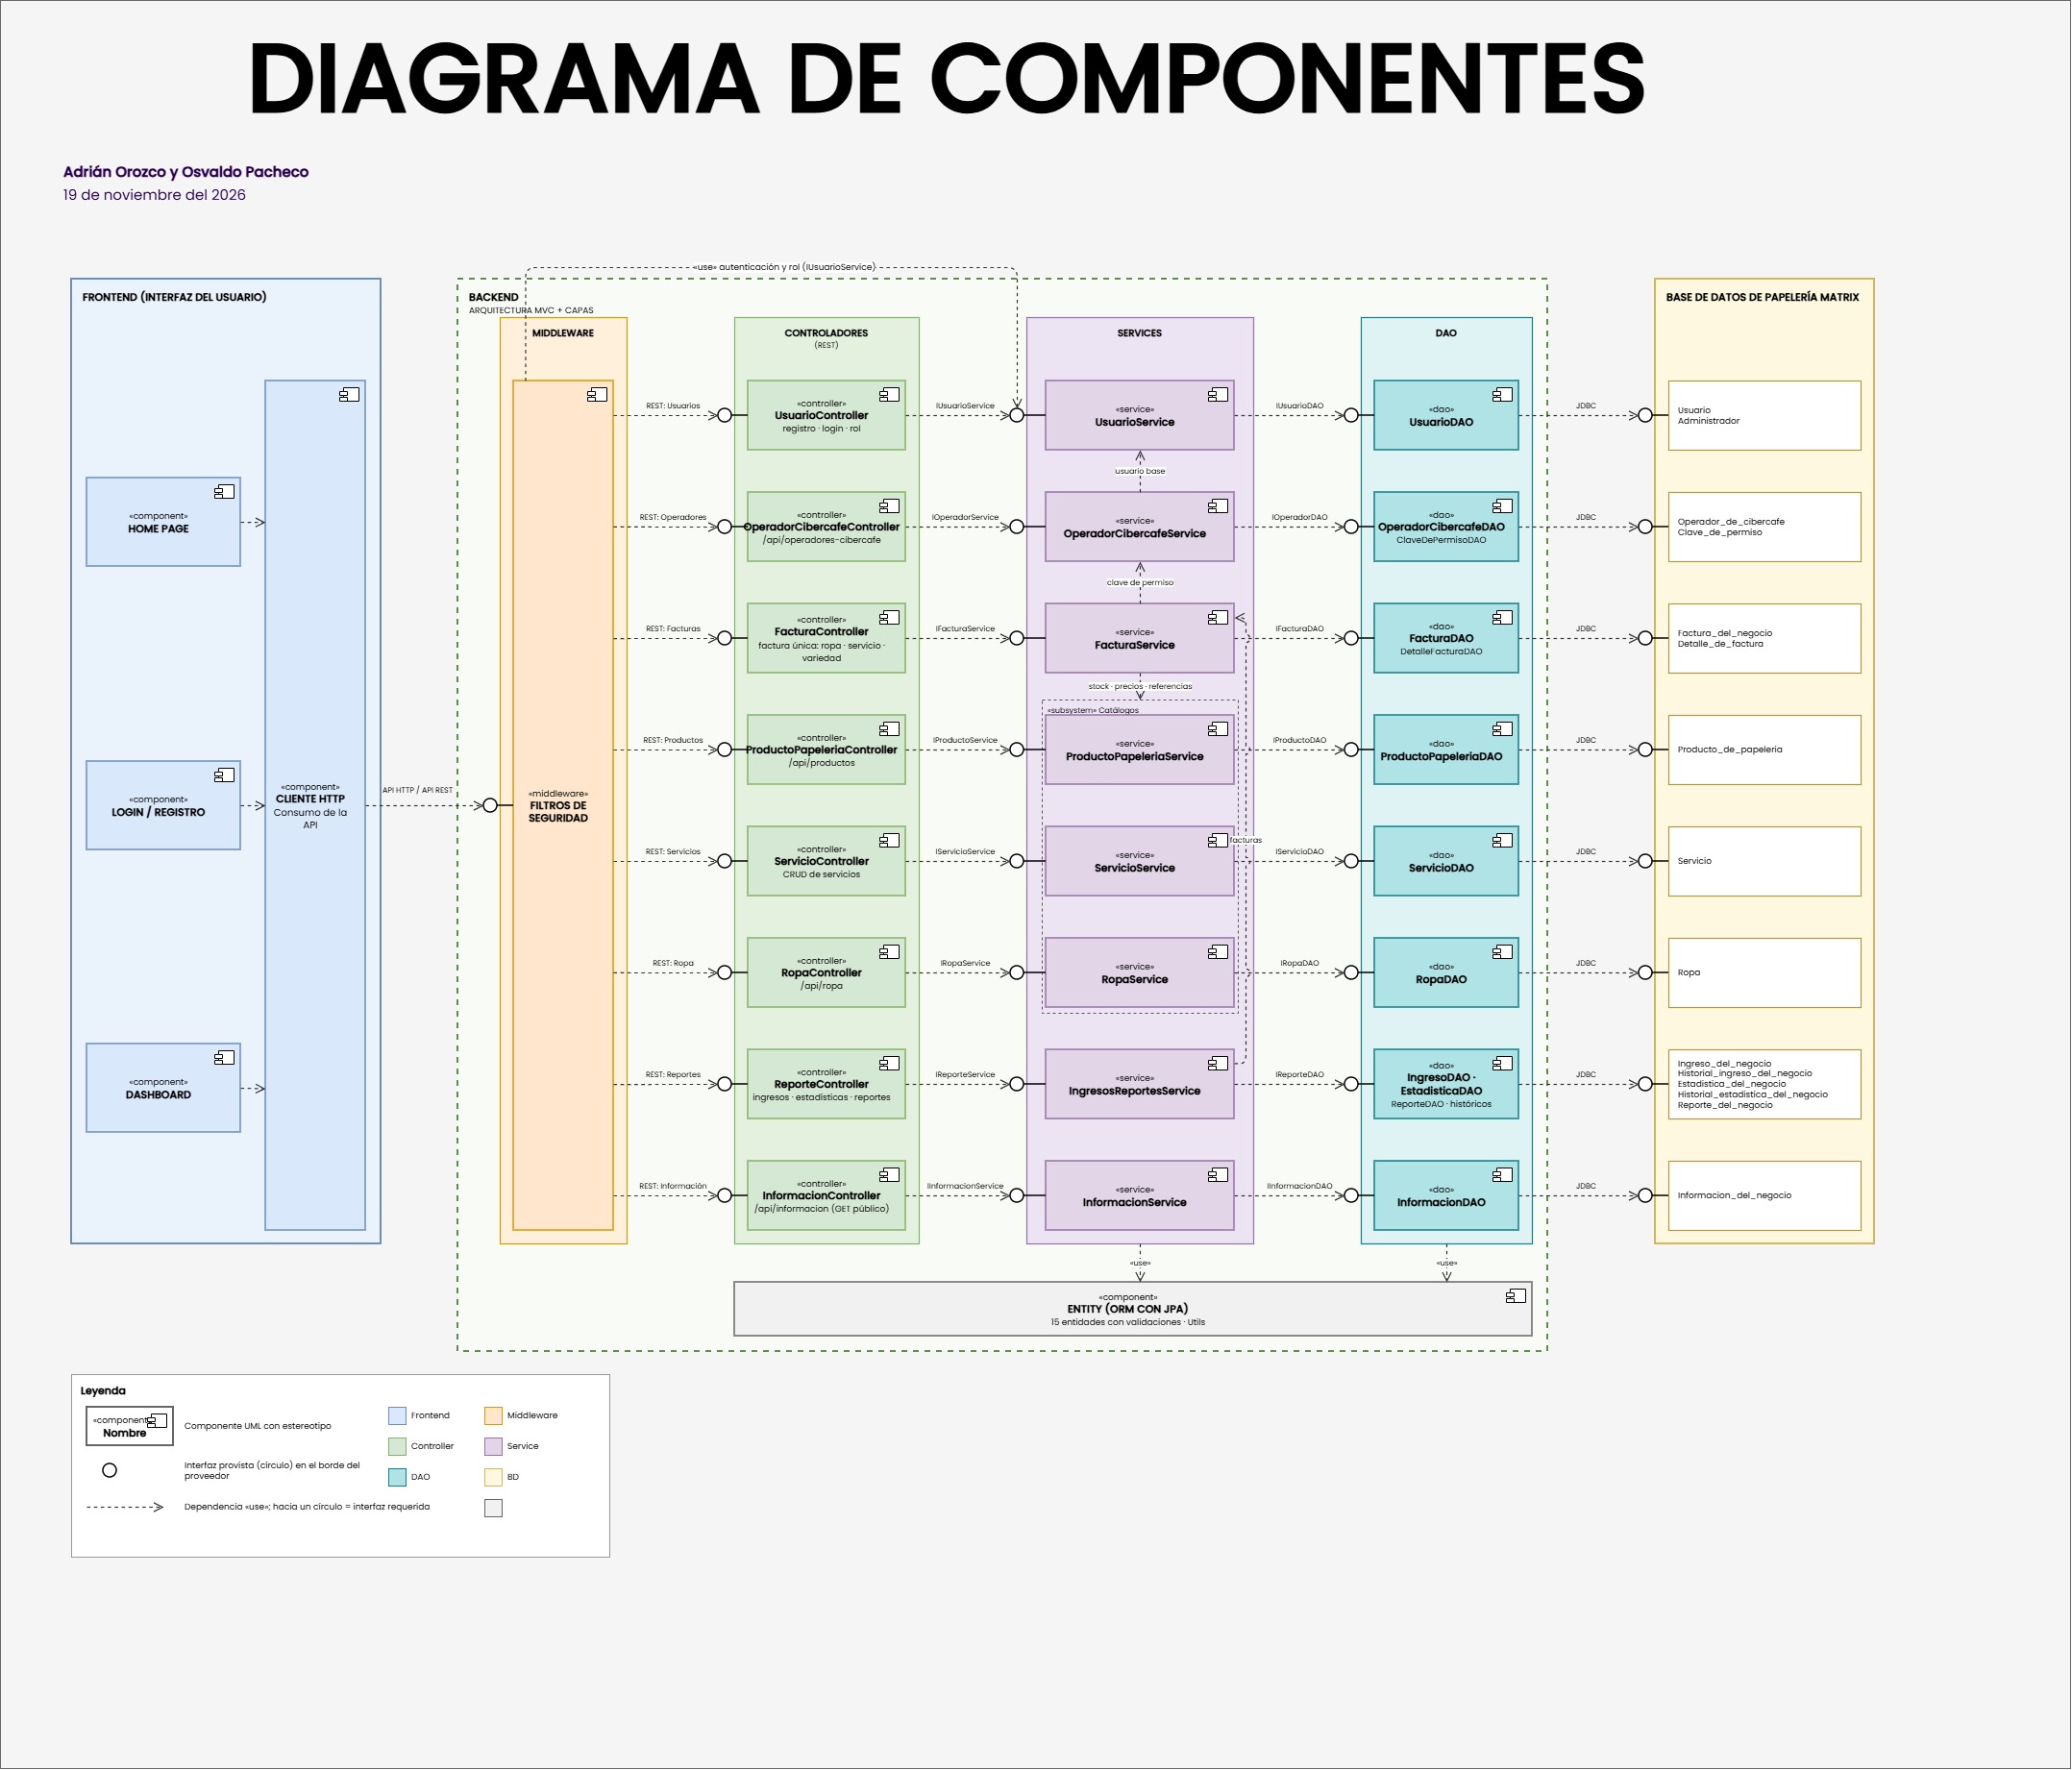 DIAGRAMA DE COMPONENTES
Adrián Orozco y Osvaldo Pacheco
19 de noviembre del 2026
FRONTEND (INTERFAZ DEL USUARIO)
«component»
HOME PAGE
«component»
LOGIN / REGISTRO
«component»
DASHBOARD
«component»
CLIENTE HTTP
Consumo de la
API
API HTTP / API REST
«use» autenticación y rol (IUsuarioService)
BACKEND
ARQUITECTURA MVC + CAPAS
MIDDLEWARE
«middleware»
FILTROS DE
SEGURIDAD
REST: Usuarios
REST: Operadores
REST: Facturas
REST: Productos
REST: Servicios
REST: Ropa
REST: Reportes
REST: Información
CONTROLADORES
(REST)
«controller»
UsuarioController
registro · login · rol
«controller»
OperadorCibercafeController
/api/operadores-cibercafe
«controller»
FacturaController
factura única: ropa · servicio ·
variedad
«controller»
ProductoPapeleriaController
/api/productos
«controller»
ServicioController
CRUD de servicios
«controller»
RopaController
/api/ropa
«controller»
ReporteController
ingresos · estadísticas · reportes
«controller»
InformacionController
/api/informacion (GET público)
IUsuarioService
IOperadorService
IFacturaService
IProductoService
IServicioService
IRopaService
IReporteService
IInformacionService
SERVICES
«service»
UsuarioService
usuario base
«service»
OperadorCibercafeService
clave de permiso
«service»
FacturaService
stock · precios · referencias
«subsystem» Catálogos
«service»
ProductoPapeleriaService
«service»
ServicioService
facturas
«service»
RopaService
«service»
IngresosReportesService
«service»
InformacionService
IUsuarioDAO
IOperadorDAO
IFacturaDAO
IProductoDAO
IServicioDAO
IRopaDAO
IReporteDAO
IInformacionDAO
DAO
«dao»
UsuarioDAO
«dao»
OperadorCibercafeDAO
ClaveDePermisoDAO
«dao»
FacturaDAO
DetalleFacturaDAO
«dao»
ProductoPapeleriaDAO
«dao»
ServicioDAO
«dao»
RopaDAO
«dao»
IngresoDAO ·
EstadisticaDAO
ReporteDAO · históricos
«dao»
InformacionDAO
JDBC
JDBC
JDBC
JDBC
JDBC
JDBC
JDBC
JDBC
BASE DE DATOS DE PAPELERÍA MATRIX
Usuario
Administrador
Operador_de_cibercafe
Clave_de_permiso
Factura_del_negocio
Detalle_de_factura
Producto_de_papeleria
Servicio
Ropa
Ingreso_del_negocio
Historial_ingreso_del_negocio
Estadistica_del_negocio
Historial_estadistica_del_negocio
Reporte_del_negocio
Informacion_del_negocio
«use»
«use»
«component»
ENTITY (ORM CON JPA)
15 entidades con validaciones · Utils
Leyenda
«component»
Nombre
Componente UML con estereotipo
Interfaz provista (círculo) en el borde del
proveedor
Dependencia «use»; hacia un círculo = interfaz requerida
Frontend
Middleware
Controller
Service
DAO
BD